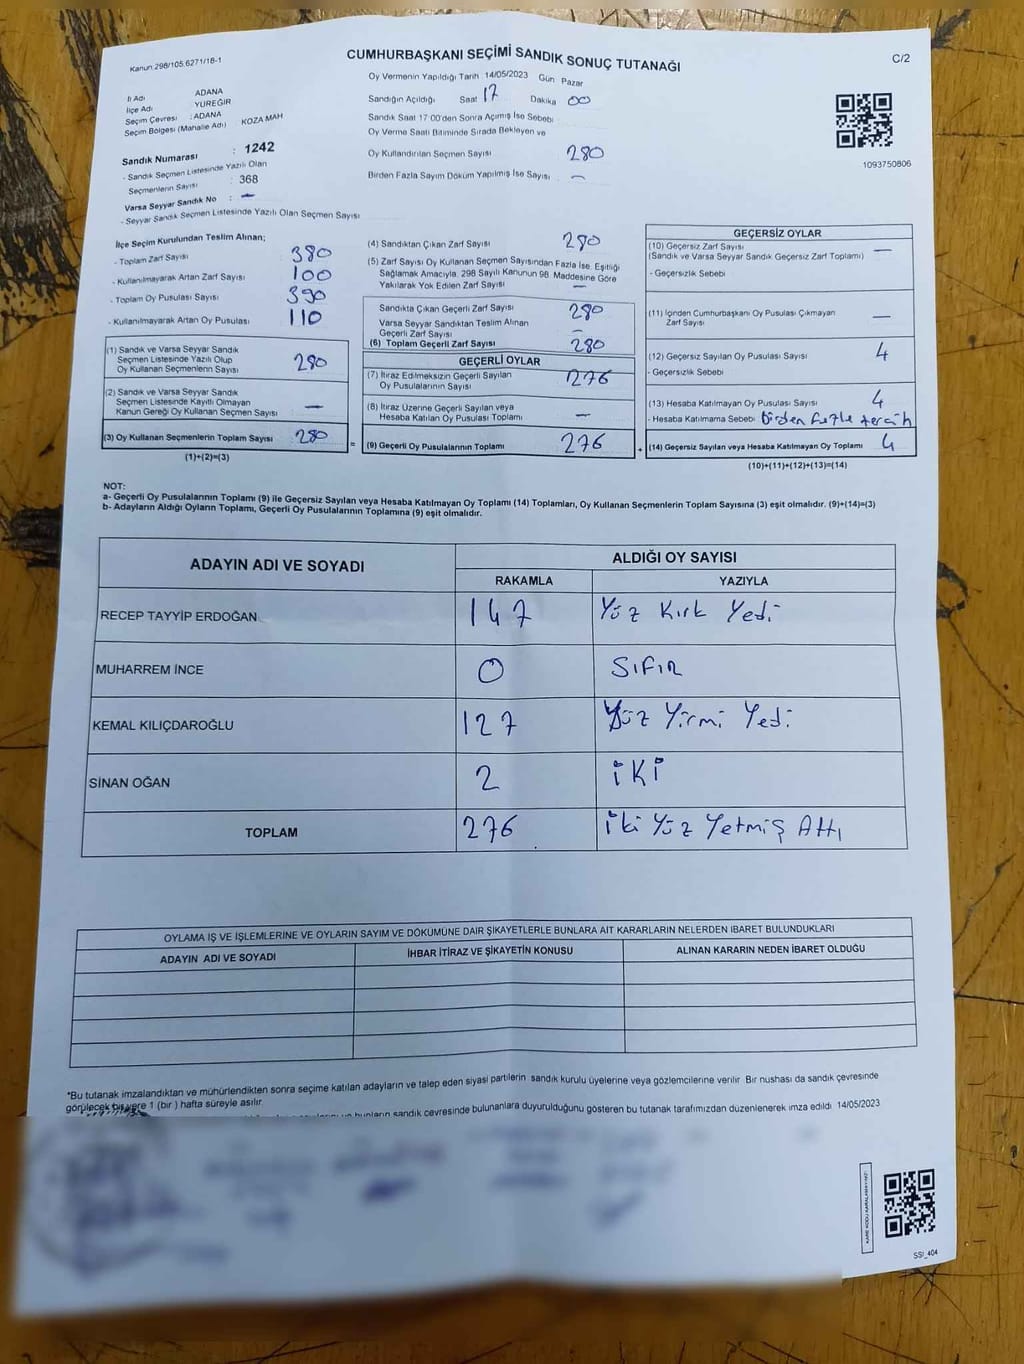 Kanun:298/105,6271/18-1
CUMHURBAŞKANI SEÇİMİ SANDIK SONUÇ TUTANAĞI
C/2
İl Adı ADANA
İlçe Adı YÜREĞİR
Seçim Çevresi : ADANA
Seçim Bölgesi (Mahalle Adı) KOZA MAH
Sandık Numarası : 1242
- Sandık Seçmen Listesinde Yazılı Olan
Seçmenlerin Sayısı : 368
Varsa Seyyar Sandık No : -
- Seyyar Sandık Seçmen Listesinde Yazılı Olan Seçmen Sayısı
Oy Vermenin Yapıldığı Tarih 14/05/2023 Gün Pazar
Sandığın Açıldığı Saat 17 Dakika 00
Sandık Saat 17:00'den Sonra Açımış İse Sebebi
Oy Verme Saati Bitiminde Sırada Bekleyen ve
Oy Kullandırılan Seçmen Sayısı 280
Birden Fazla Sayım Döküm Yapılmış İse Sayısı -
1093750806
İlçe Seçim Kurulundan Teslim Alınan;
- Toplam Zarf Sayısı 380
- Kullanılmayarak Artan Zarf Sayısı 100
- Toplam Oy Pusulası Sayısı 390
- Kullanılmayarak Artan Oy Pusulası 110
(1) Sandık ve Varsa Seyyar Sandık
Seçmen Listesinde Yazılı Olup
Oy Kullanan Seçmenlerin Sayısı 280
(2) Sandık ve Varsa Seyyar Sandık
Seçmen Listesinde Kayıtlı Olmayan
Kanun Gereği Oy Kullanan Seçmen Sayısı -
(3) Oy Kullanan Seçmenlerin Toplam Sayısı 280
(1)+(2)=(3)
(4) Sandıktan Çıkan Zarf Sayısı 280
(5) Zarf Sayısı Oy Kullanan Seçmen Sayısından Fazla İse, Eşitliği
Sağlamak Amacıyla, 298 Sayılı Kanunun 98. Maddesine Göre
Yakılarak Yok Edilen Zarf Sayısı -
Sandıkta Çıkan Geçerli Zarf Sayısı 280
Varsa Seyyar Sandıktan Teslim Alınan
Geçerli Zarf Sayısı -
(6) Toplam Geçerli Zarf Sayısı 280
GEÇERLİ OYLAR
(7) İtiraz Edilmeksizin Geçerli Sayılan
Oy Pusulalarının Sayısı 276
(8) İtiraz Üzerine Geçerli Sayılan veya
Hesaba Katılan Oy Pusulası Toplamı -
= (9) Geçerli Oy Pusulalarının Toplamı 276
GEÇERSİZ OYLAR
(10) Geçersiz Zarf Sayısı -
(Sandık ve Varsa Seyyar Sandık Geçersiz Zarf Toplamı)
- Geçersizlik Sebebi
(11) İçinden Cumhurbaşkanı Oy Pusulası Çıkmayan
Zarf Sayısı -
(12) Geçersiz Sayılan Oy Pusulası Sayısı 4
- Geçersizlik Sebebi
(13) Hesaba Katılmayan Oy Pusulası Sayısı 4
- Hesaba Katılmama Sebebi Birden fazla tercih
+ (14) Geçersiz Sayılan veya Hesaba Katılmayan Oy Toplamı 4
(10)+(11)+(12)+(13)=(14)
NOT:
a- Geçerli Oy Pusulalarının Toplamı (9) ile Geçersiz Sayılan veya Hesaba Katılmayan Oy Toplamı (14) Toplamları, Oy Kullanan Seçmenlerin Toplam Sayısına (3) eşit olmalıdır. (9)+(14)=(3)
b- Adayların Aldığı Oyların Toplamı, Geçerli Oy Pusulalarının Toplamına (9) eşit olmalıdır.
ADAYIN ADI VE SOYADI ALDIĞI OY SAYISI
RAKAMLA YAZIYLA
RECEP TAYYİP ERDOĞAN 147 Yüz Kırk Yedi
MUHARREM İNCE 0 SıFıR
KEMAL KILIÇDAROĞLU 127 Yüz Yirmi Yedi
SİNAN OĞAN 2 İKİ
TOPLAM 276 İki Yüz Yetmiş Altı
OYLAMA İŞ VE İŞLEMLERİNE VE OYLARIN SAYIM VE DÖKÜMÜNE DAİR ŞİKAYETLERLE BUNLARA AİT KARARLARIN NELERDEN İBARET BULUNDUKLARI
ADAYIN ADI VE SOYADI İHBAR İTİRAZ VE ŞİKAYETİN KONUSU ALINAN KARARIN NEDEN İBARET OLDUĞU
*Bu tutanak imzalandıktan ve mühürlendikten sonra seçime katılan adayların ve talep eden siyasi partilerin sandık kurulu üyelerine veya gözlemcilerine verilir. Bir nushası da sandık çevresinde
görülecek bir yere 1 (bir) hafta süreyle asılır.
bunların sandık çevresinde bulunanlara duyurulduğunu gösteren bu tutanak tarafımızdan düzenlenerek imza edildi 14/05/2023
SSİ_404